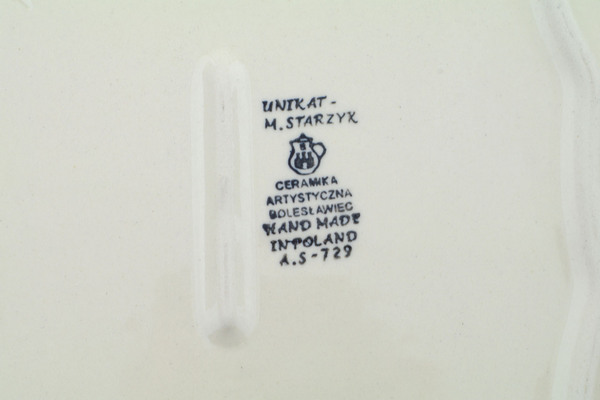 UNIKAT -
M. STARZYK
CERAMIKA
ARTYSTYCZNA
BOLESŁAWIEC
HAND MADE
IN POLAND
A.S - 729